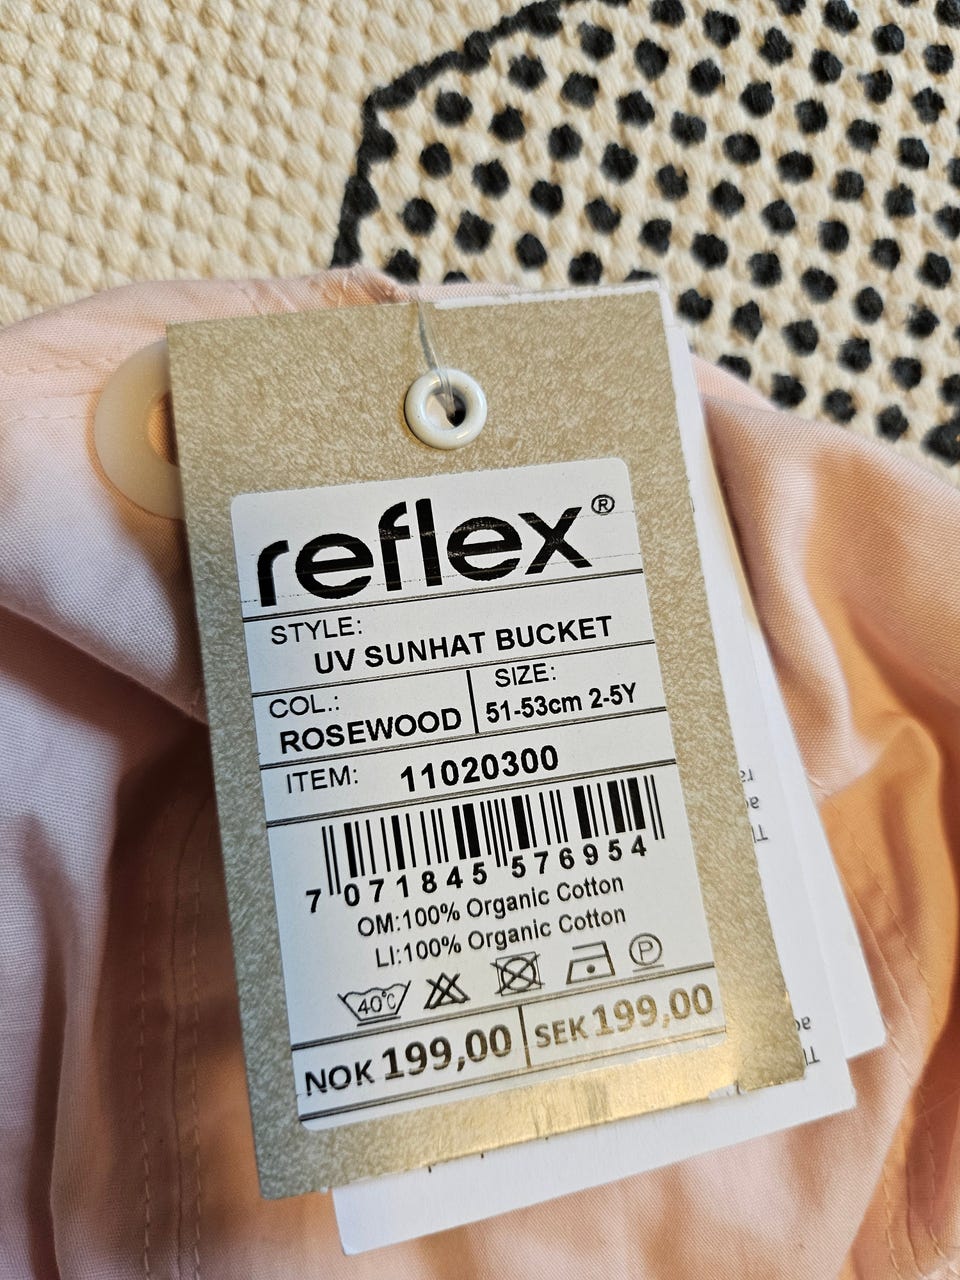 reflex®
STYLE:
UV SUNHAT BUCKET
COL.:
ROSEWOOD
SIZE:
51-53cm 2-5Y
ITEM: 11020300
7 071845 576954
OM:100% Organic Cotton
LI:100% Organic Cotton
40°C P
NOK 199,00 SEK 199,00